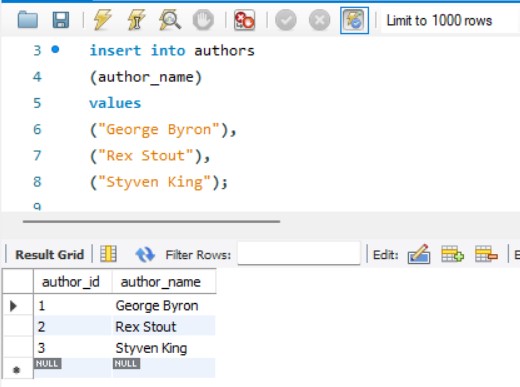 Limit to 1000 rows
3 insert into authors
4 (author_name)
5 values
6 ("George Byron"),
7 ("Rex Stout"),
8 ("Styven King");
9
Result Grid Filter Rows: Edit:
author_id author_name
1 George Byron
2 Rex Stout
3 Styven King
NULL NULL